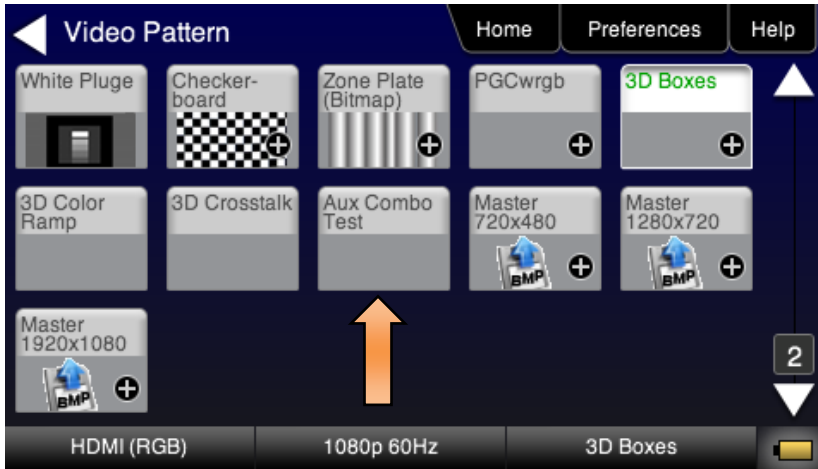 Video Pattern
Home
Preferences
Help
White Pluge
Checker-
board
Zone Plate
(Bitmap)
PGCwrgb
3D Boxes
3D Color
Ramp
3D Crosstalk
Aux Combo
Test
Master
720x480
BMP
Master
1280x720
BMP
Master
1920x1080
BMP
2
HDMI (RGB)
1080p 60Hz
3D Boxes